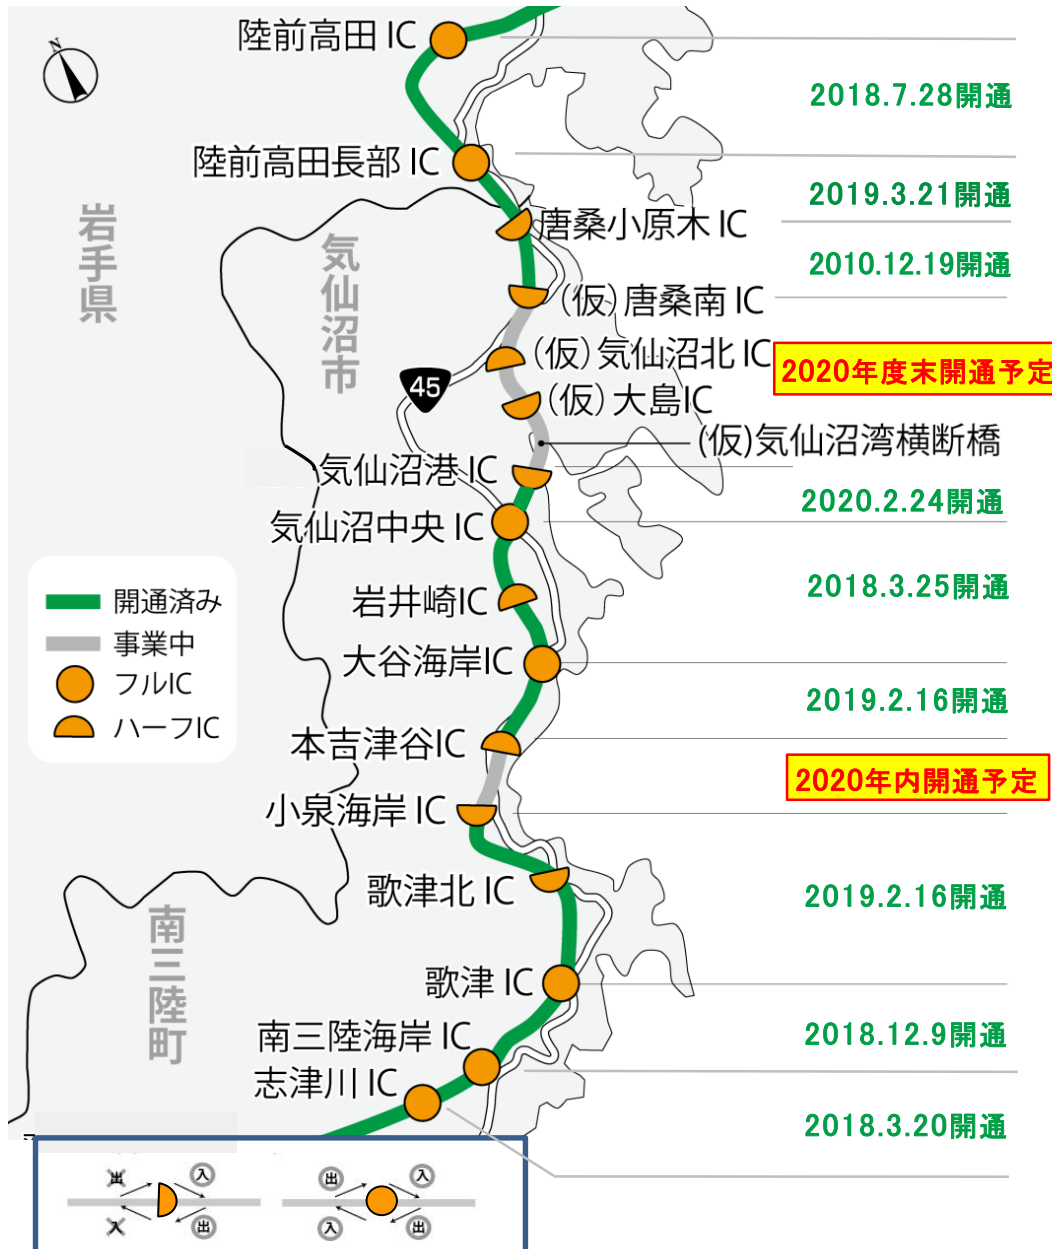 N
陸前高田 IC
2018.7.28開通
陸前高田長部 IC
2019.3.21開通
唐桑小原木 IC
2010.12.19開通
岩手県
気仙沼市
(仮)唐桑南 IC
(仮)気仙沼北 IC
2020年度末開通予定
45
(仮)大島IC
(仮)気仙沼湾横断橋
気仙沼港 IC
2020.2.24開通
気仙沼中央 IC
2018.3.25開通
岩井崎IC
大谷海岸IC
2019.2.16開通
本吉津谷IC
2020年内開通予定
小泉海岸 IC
歌津北 IC
2019.2.16開通
歌津 IC
南三陸町
南三陸海岸 IC
2018.12.9開通
志津川 IC
2018.3.20開通
開通済み
事業中
フルIC
ハーフIC
出 入
入 出
出 入
入 出